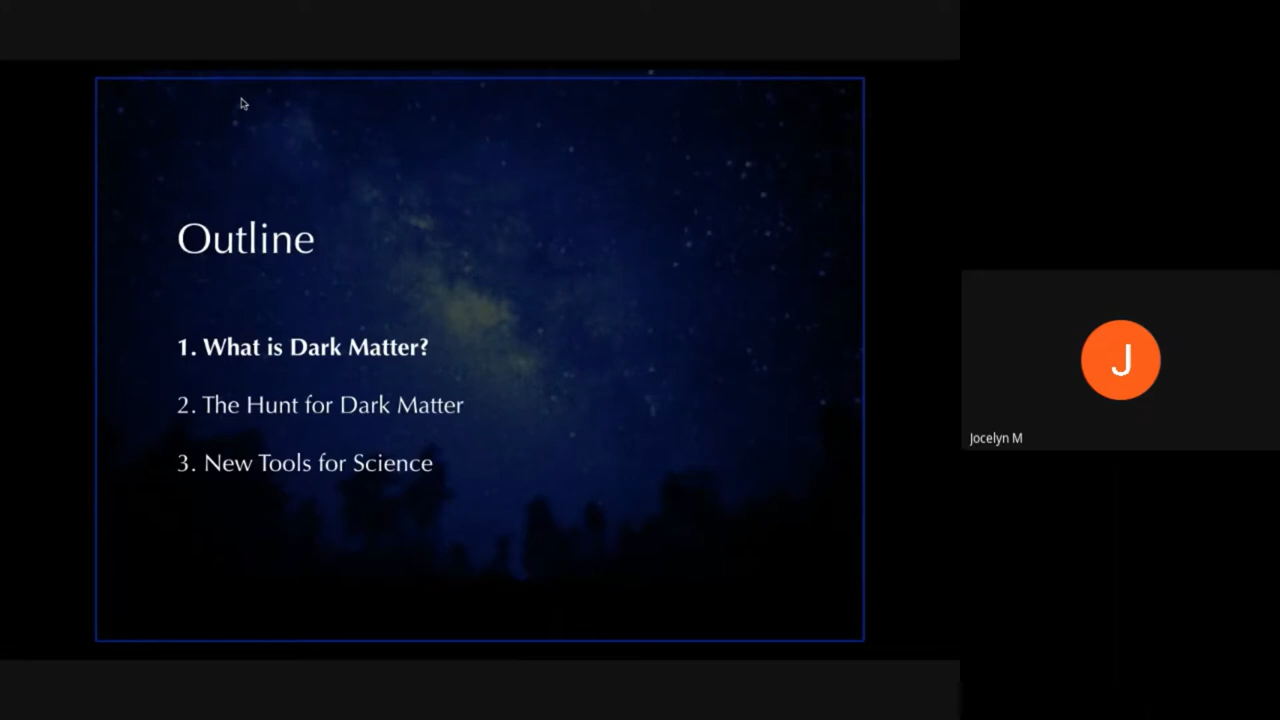 Outline
1. What is Dark Matter?
2. The Hunt for Dark Matter
3. New Tools for Science
J
Jocelyn M